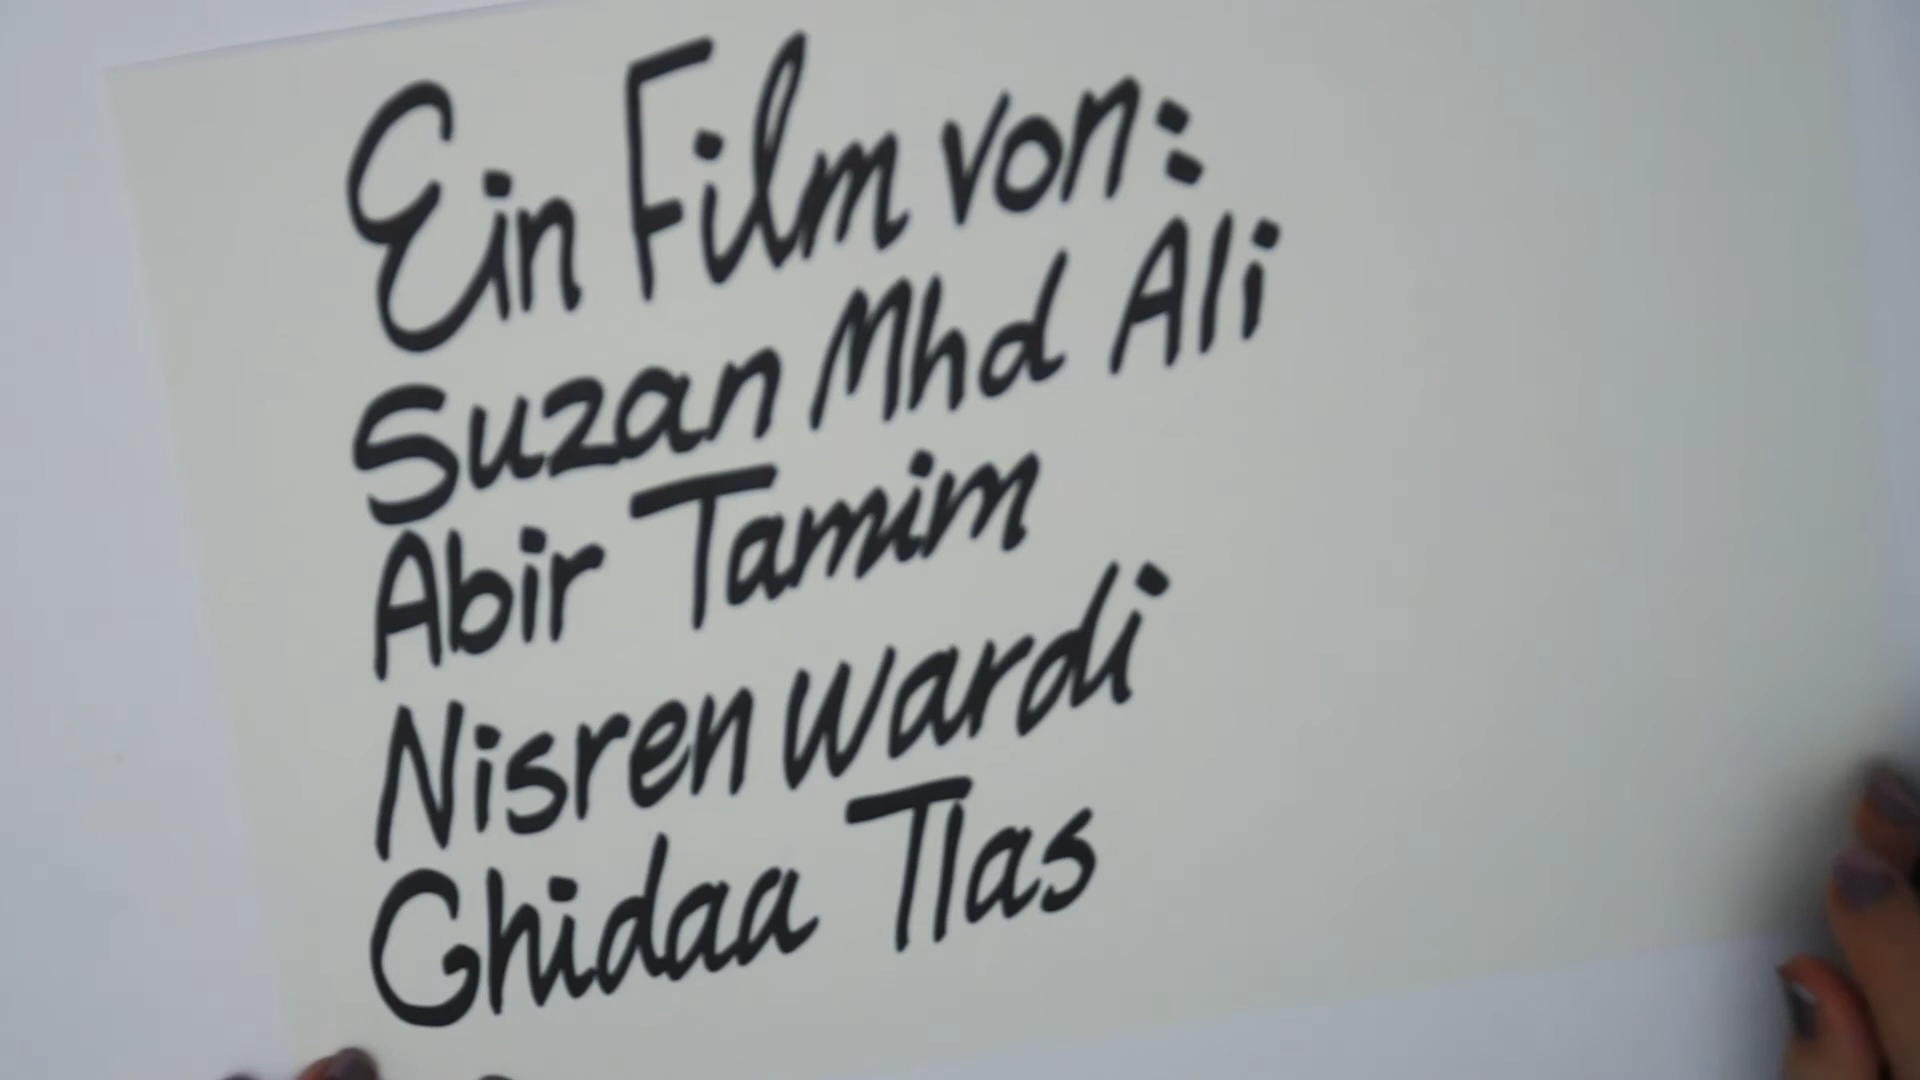 Ein Film von:
Suzan Mhd Ali
Abir Tamim
Nisren Wardi
Ghidaa Tlas